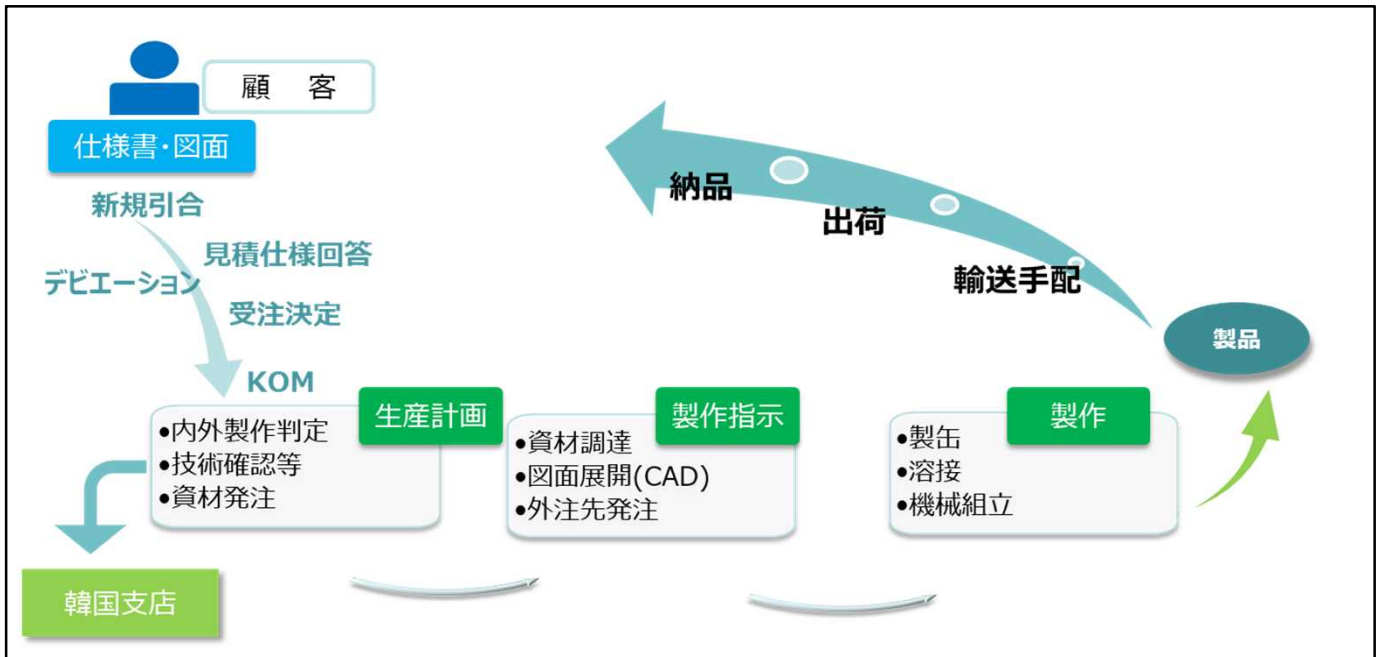 顧　客
仕様書・図面
新規引合
見積仕様回答
デビエーション
受注決定
KOM
生産計画
●内外製作判定
●技術確認等
●資材発注
韓国支店
製作指示
●資材調達
●図面展開(CAD)
●外注先発注
製作
●製缶
●溶接
●機械組立
製品
輸送手配
出荷
納品